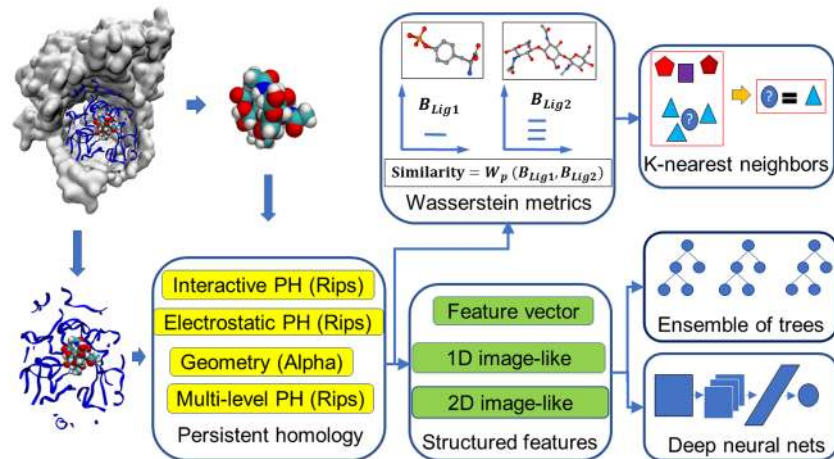 B_Lig1
B_Lig2
Similarity = W_p (B_Lig1, B_Lig2)
Wasserstein metrics
?
? = 
K-nearest neighbors
Interactive PH (Rips)
Electrostatic PH (Rips)
Geometry (Alpha)
Multi-level PH (Rips)
Persistent homology
Feature vector
1D image-like
2D image-like
Structured features
Ensemble of trees
Deep neural nets